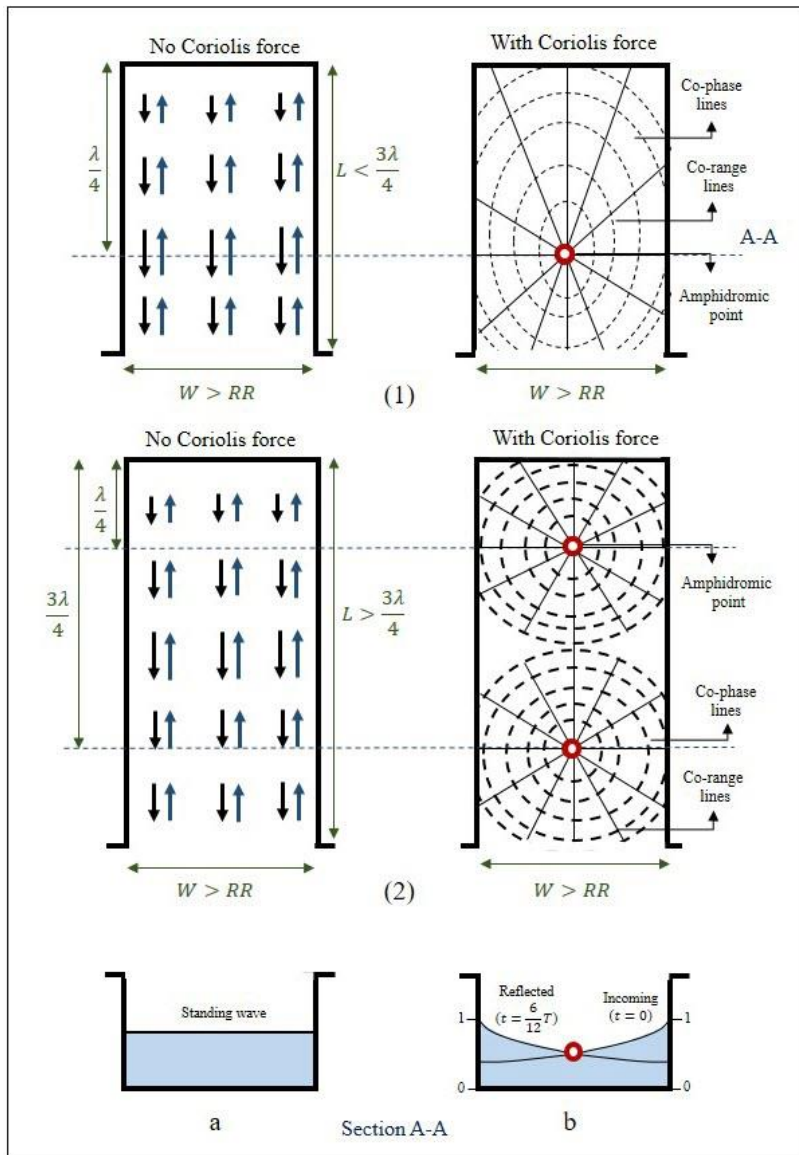 No Coriolis force
With Coriolis force
λ/4
L < 3λ/4
Co-phase
lines
Co-range
lines
A-A
Amphidromic
point
W > RR
(1)
W > RR
No Coriolis force
With Coriolis force
λ/4
3λ/4
L > 3λ/4
Amphidromic
point
Co-phase
lines
Co-range
lines
W > RR
(2)
W > RR
Standing wave
Reflected
(t = 6/12 T)
Incoming
(t = 0)
1
1
0
0
a
Section A-A
b